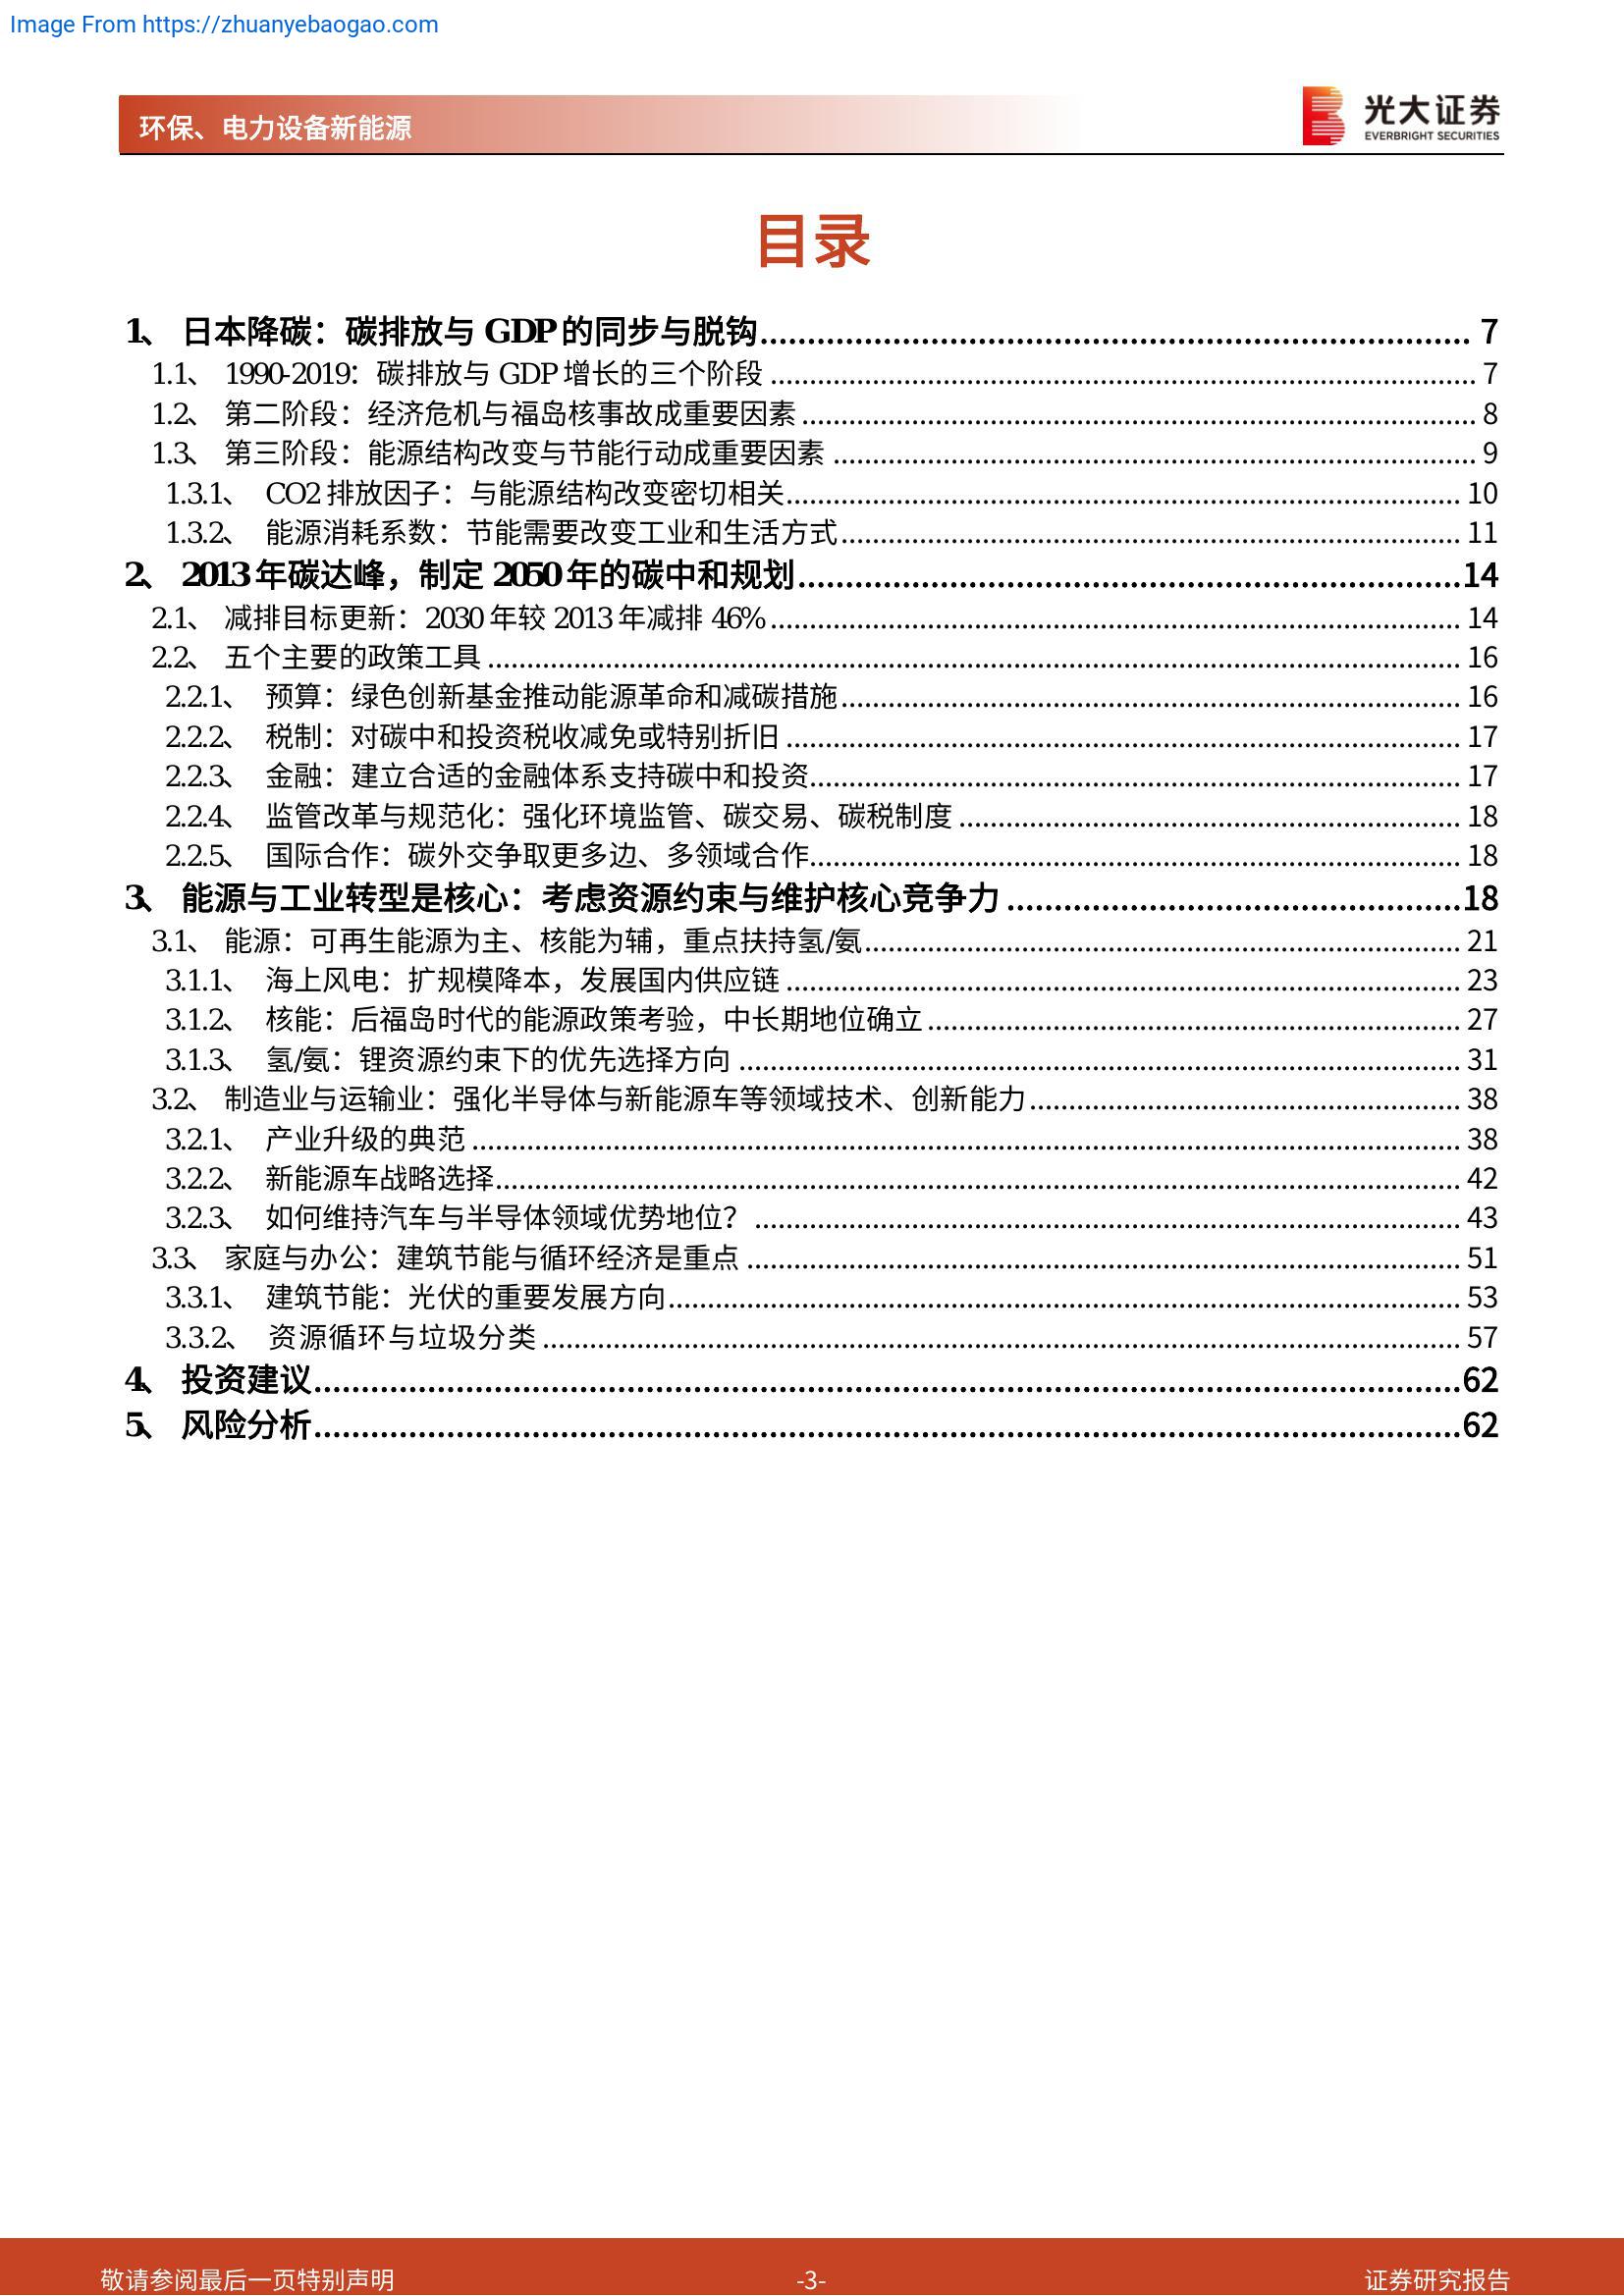 Image From https://zhuanyebaogao.com
环保、电力设备新能源
光大证券
EVERBRIGHT SECURITIES
目录
1、 日本降碳：碳排放与 GDP 的同步与脱钩 7
1.1、 1990-2019：碳排放与 GDP 增长的三个阶段 7
1.2、 第二阶段：经济危机与福岛核事故成重要因素 8
1.3、 第三阶段：能源结构改变与节能行动成重要因素 9
1.3.1、 CO2 排放因子：与能源结构改变密切相关 10
1.3.2、 能源消耗系数：节能需要改变工业和生活方式 11
2、 2013 年碳达峰，制定 2050 年的碳中和规划 14
2.1、 减排目标更新：2030 年较 2013 年减排 46% 14
2.2、 五个主要的政策工具 16
2.2.1、 预算：绿色创新基金推动能源革命和减碳措施 16
2.2.2、 税制：对碳中和投资税收减免或特别折旧 17
2.2.3、 金融：建立合适的金融体系支持碳中和投资 17
2.2.4、 监管改革与规范化：强化环境监管、碳交易、碳税制度 18
2.2.5、 国际合作：碳外交争取更多边、多领域合作 18
3、 能源与工业转型是核心：考虑资源约束与维护核心竞争力 18
3.1、 能源：可再生能源为主、核能为辅，重点扶持氢/氨 21
3.1.1、 海上风电：扩规模降本，发展国内供应链 23
3.1.2、 核能：后福岛时代的能源政策考验，中长期地位确立 27
3.1.3、 氢/氨：锂资源约束下的优先选择方向 31
3.2、 制造业与运输业：强化半导体与新能源车等领域技术、创新能力 38
3.2.1、 产业升级的典范 38
3.2.2、 新能源车战略选择 42
3.2.3、 如何维持汽车与半导体领域优势地位？ 43
3.3、 家庭与办公：建筑节能与循环经济是重点 51
3.3.1、 建筑节能：光伏的重要发展方向 53
3.3.2、 资源循环与垃圾分类 57
4、 投资建议 62
5、 风险分析 62
敬请参阅最后一页特别声明
-3-
证券研究报告